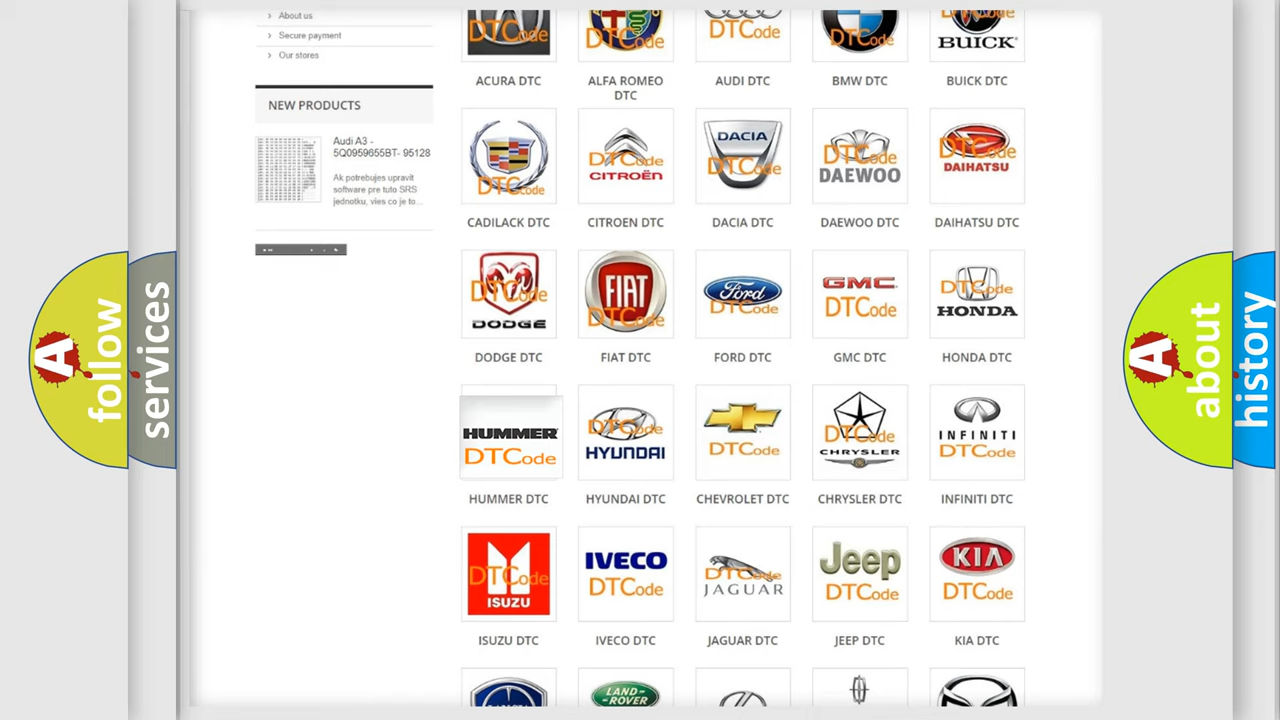 About us
Secure payment
Our stores
NEW PRODUCTS
Audi A3 -
5Q0959655BT- 95128
Ak potrebujes upravit
software pre tuto SRS
jednotku, vies co je to...
DTCode
DTCode
DTCode
DTCode
DTCode
BUICK
ACURA DTC
ALFA ROMEO
DTC
AUDI DTC
BMW DTC
BUICK DTC
DTCode
DTCode
CITROËN
DACIA
DTCode
DTCode
DAEWOO
DTCode
DAIHATSU
CADILACK DTC
CITROEN DTC
DACIA DTC
DAEWOO DTC
DAIHATSU DTC
DTCode
DODGE
FIAT
DTCode
Ford
DTCode
GMC
DTCode
DTCode
HONDA
DODGE DTC
FIAT DTC
FORD DTC
GMC DTC
HONDA DTC
HUMMER
DTCode
DTCode
HYUNDAI
DTCode
DTCode
CHRYSLER
INFINITI
DTCode
HUMMER DTC
HYUNDAI DTC
CHEVROLET DTC
CHRYSLER DTC
INFINITI DTC
DTCode
ISUZU
IVECO
DTCode
DTCode
JAGUAR
Jeep
DTCode
KIA
DTCode
ISUZU DTC
IVECO DTC
JAGUAR DTC
JEEP DTC
KIA DTC
LAND-
ROVER
A
follow
services
A
about
history